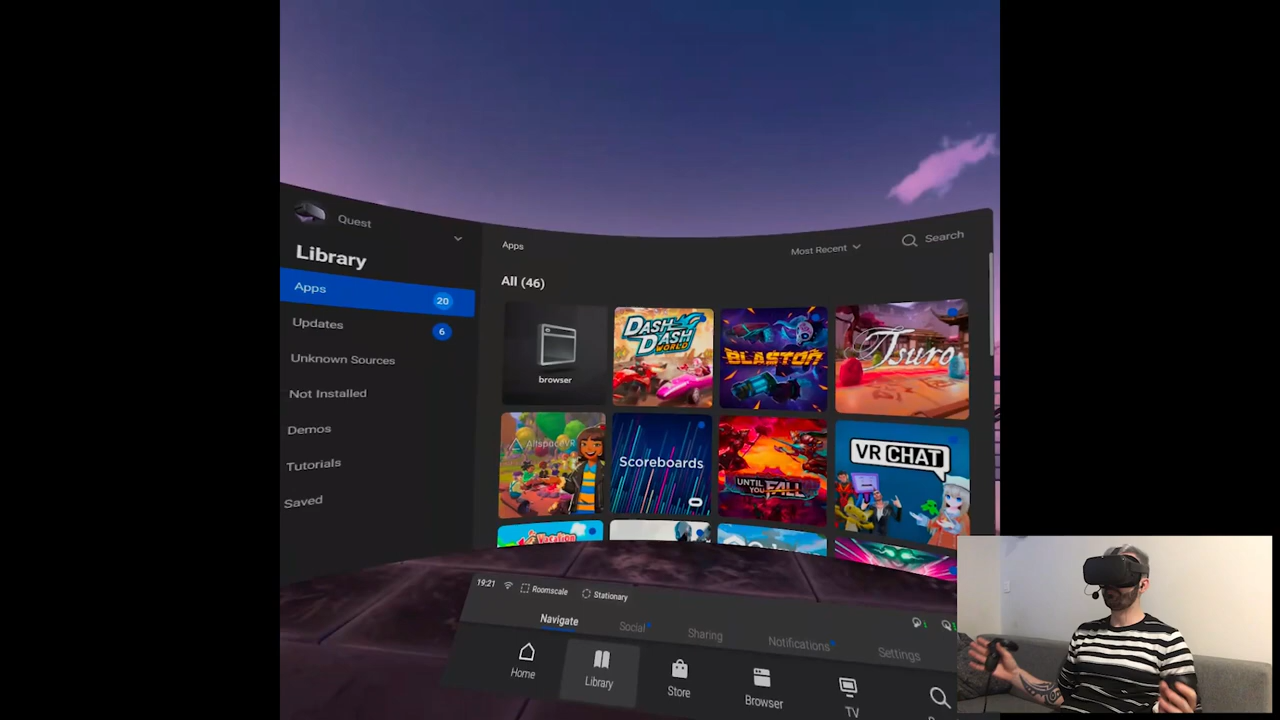 Quest
Library
Apps
20
Updates
6
Unknown Sources
Not Installed
Demos
Tutorials
Saved
Apps
Most Recent
Search
All (46)
browser
DASH DASH
WORLD
BLASTON
Tsuro
AltspaceVR
Scoreboards
UNTIL YOU FALL
VR CHAT
Vacation
19:21
Roomscale
Stationary
Navigate
Social
Sharing
Notifications
Settings
Home
Library
Store
Browser
TV